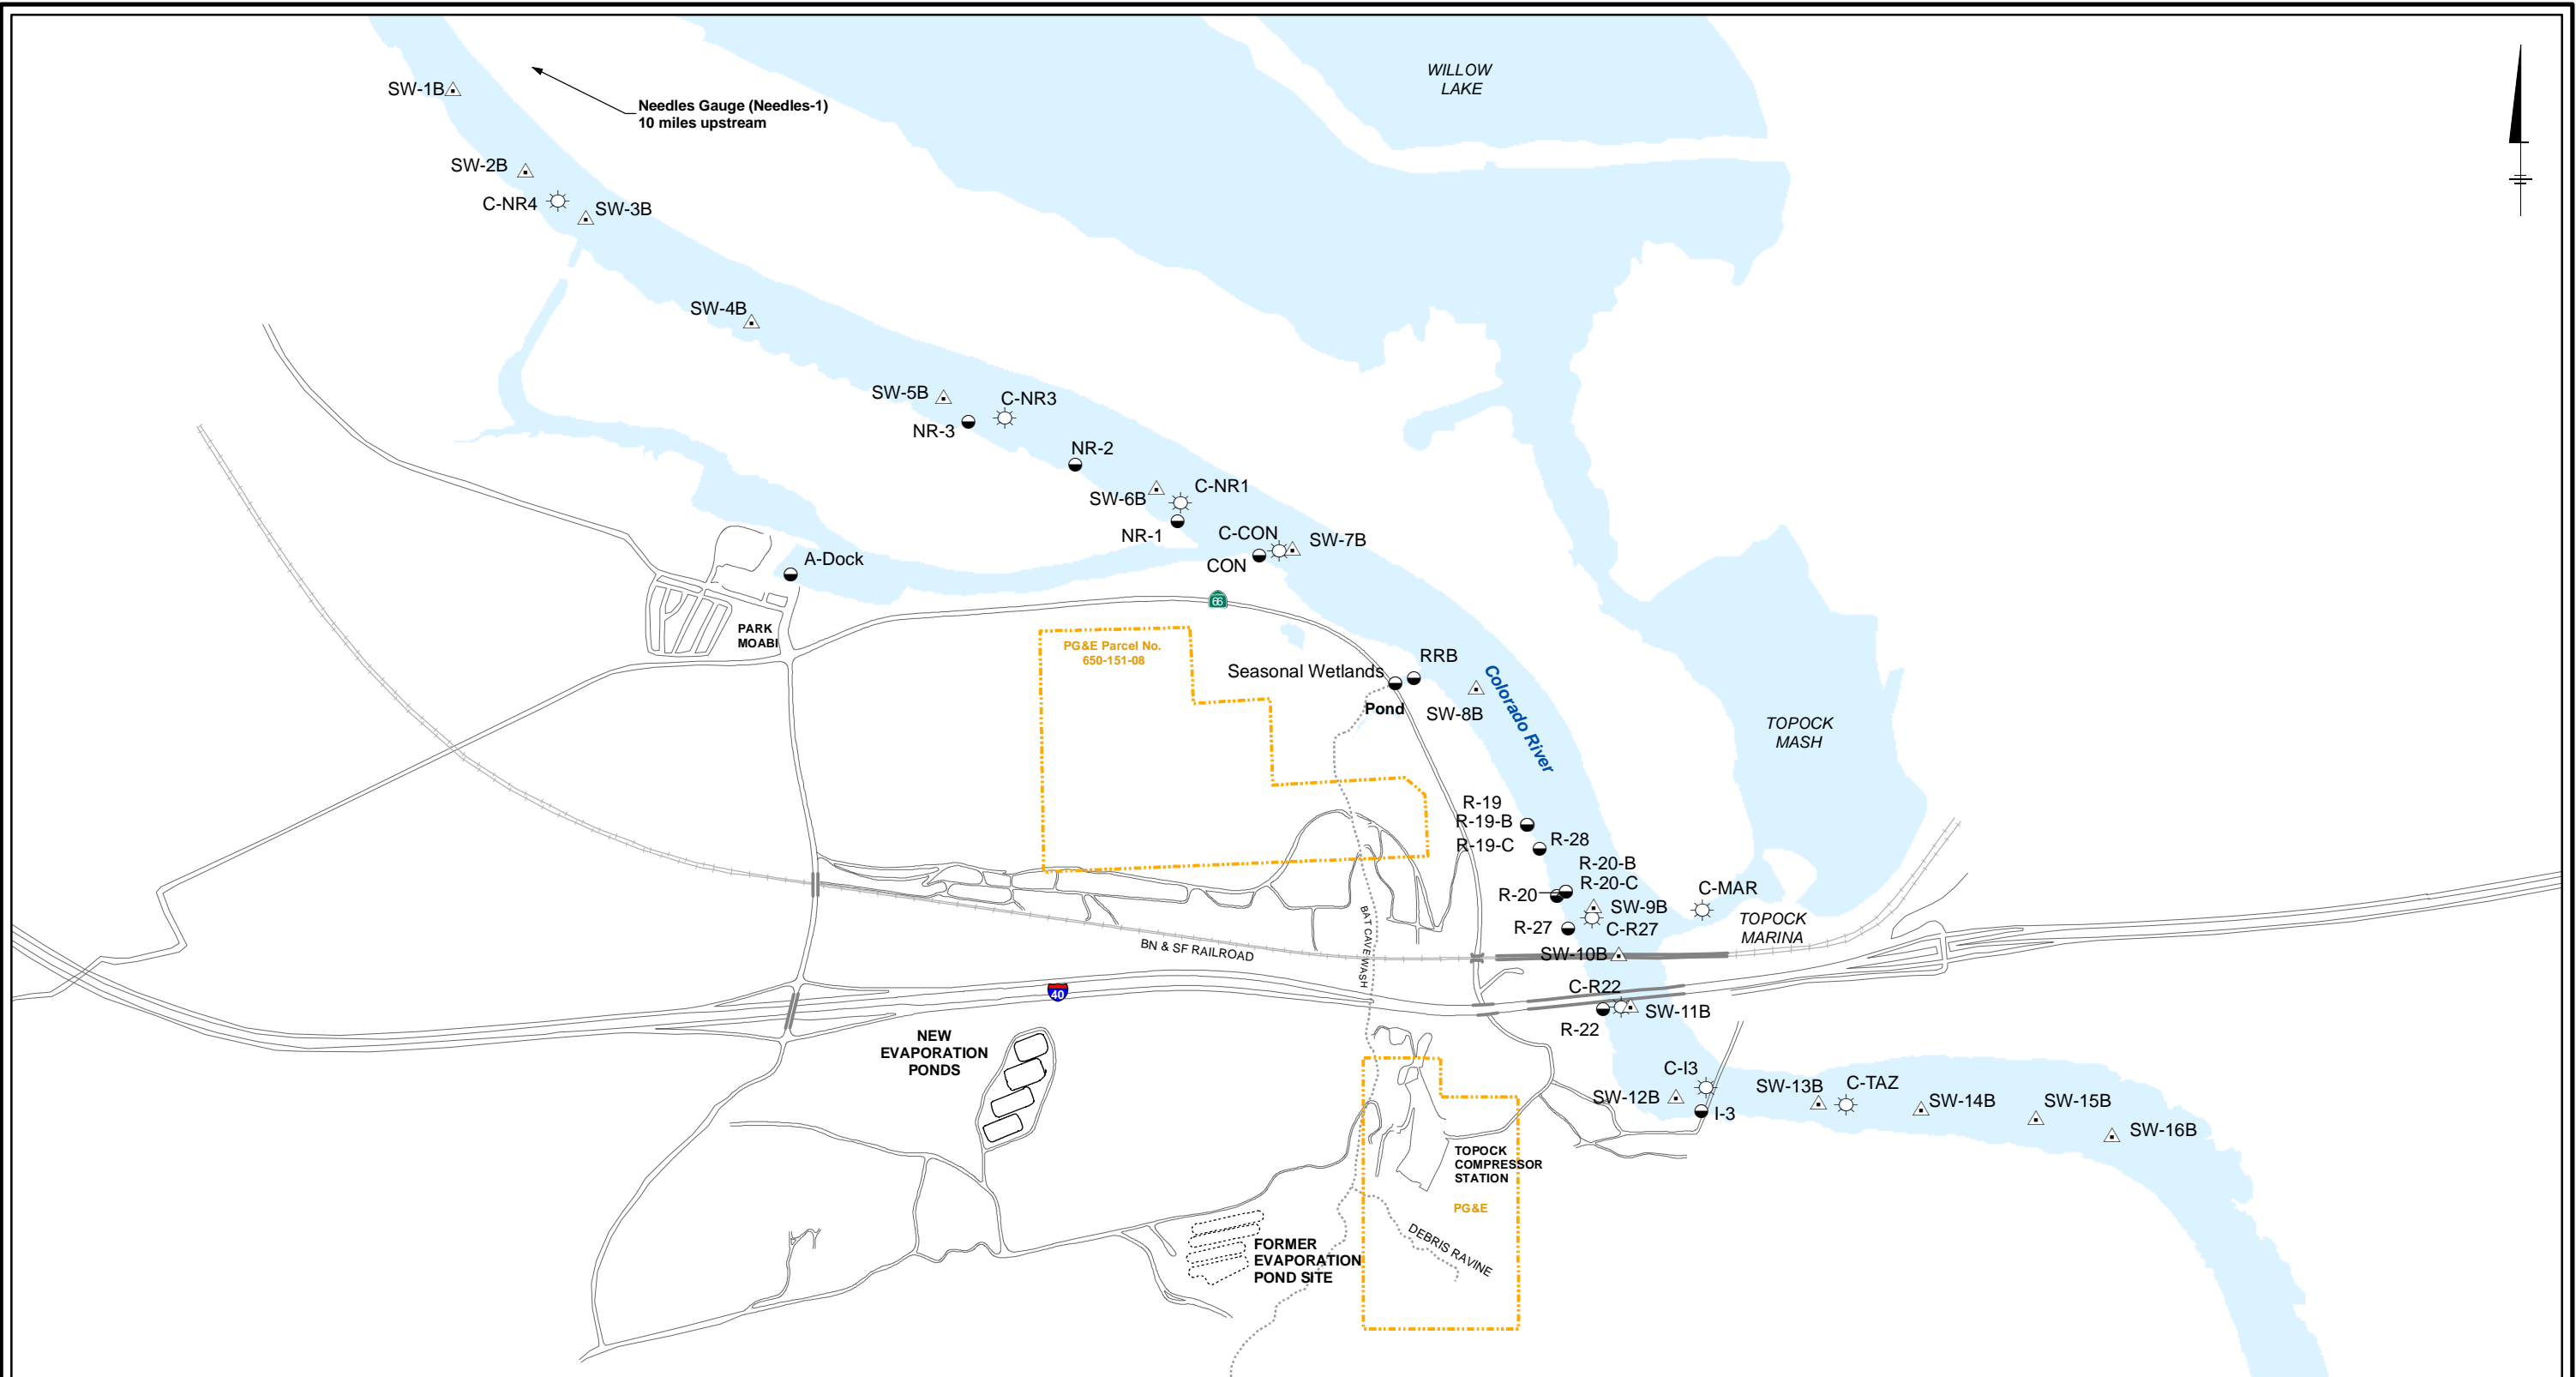 WILLOW
LAKE
SW-1B
Needles Gauge (Needles-1)
10 miles upstream
SW-2B
C-NR4
SW-3B
SW-4B
SW-5B
C-NR3
NR-3
NR-2
SW-6B
C-NR1
NR-1
C-CON
SW-7B
CON
A-Dock
66
PARK
MOABI
PG&E Parcel No.
650-151-08
RRB
Seasonal Wetlands
Pond
SW-8B
Colorado River
TOPOCK
MASH
R-19
R-19-B
R-19-C
R-28
R-20-B
R-20-C
R-20
C-MAR
SW-9B
R-27
C-R27
TOPOCK
MARINA
BAT CAVE WASH
BN & SF RAILROAD
SW-10B
40
C-R22
SW-11B
R-22
NEW
EVAPORATION
PONDS
C-I3
SW-12B
I-3
SW-13B
C-TAZ
SW-14B
SW-15B
SW-16B
TOPOCK
COMPRESSOR
STATION
PG&E
DEBRIS RAVINE
FORMER
EVAPORATION
POND SITE